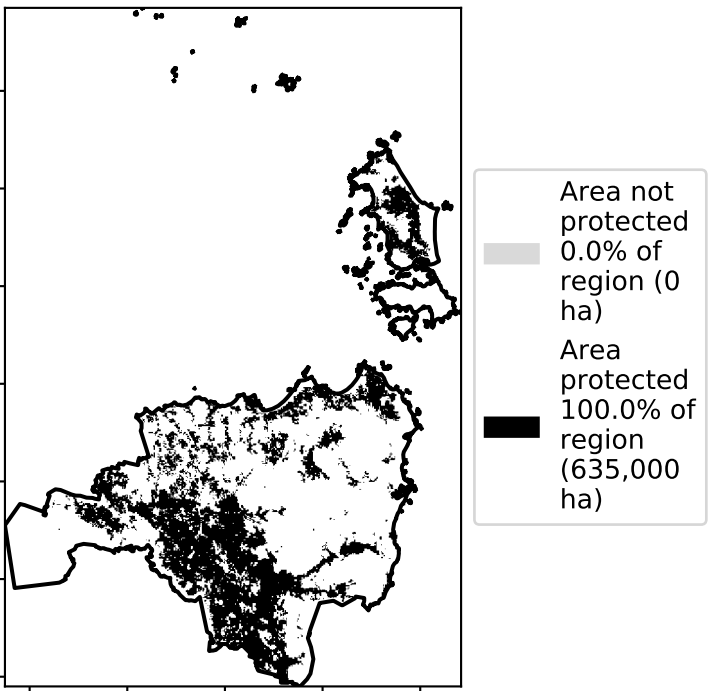 Area not
protected
0.0% of
region (0
ha)
Area
protected
100.0% of
region
(635,000
ha)